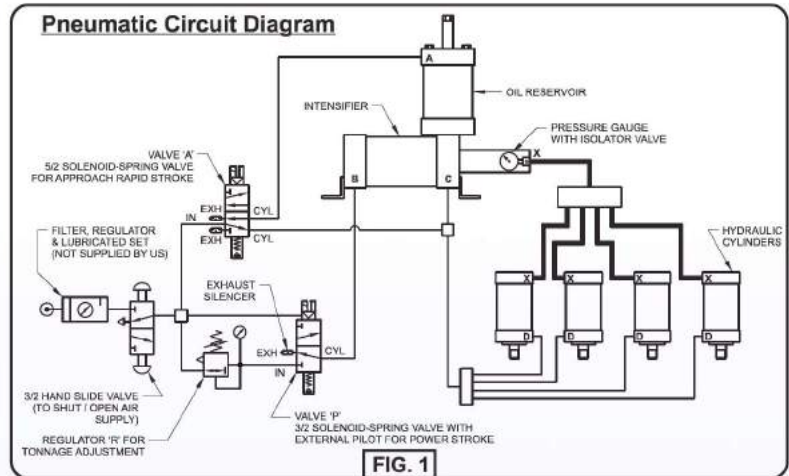 Pneumatic Circuit Diagram
A
OIL RESERVOIR
INTENSIFIER
PRESSURE GAUGE
WITH ISOLATOR VALVE
X
VALVE 'A'
5/2 SOLENOID-SPRING VALVE
FOR APPROACH RAPID STROKE
B
C
EXH
CYL
IN
EXH
CYL
FILTER, REGULATOR
& LUBRICATED SET
(NOT SUPPLIED BY US)
HYDRAULIC
CYLINDERS
X
X
X
X
D
D
D
D
EXHAUST
SILENCER
EXH
CYL
IN
3/2 HAND SLIDE VALVE
(TO SHUT / OPEN AIR
SUPPLY)
REGULATOR 'R' FOR
TONNAGE ADJUSTMENT
VALVE 'P'
3/2 SOLENOID-SPRING VALVE WITH
EXTERNAL PILOT FOR POWER STROKE
FIG. 1